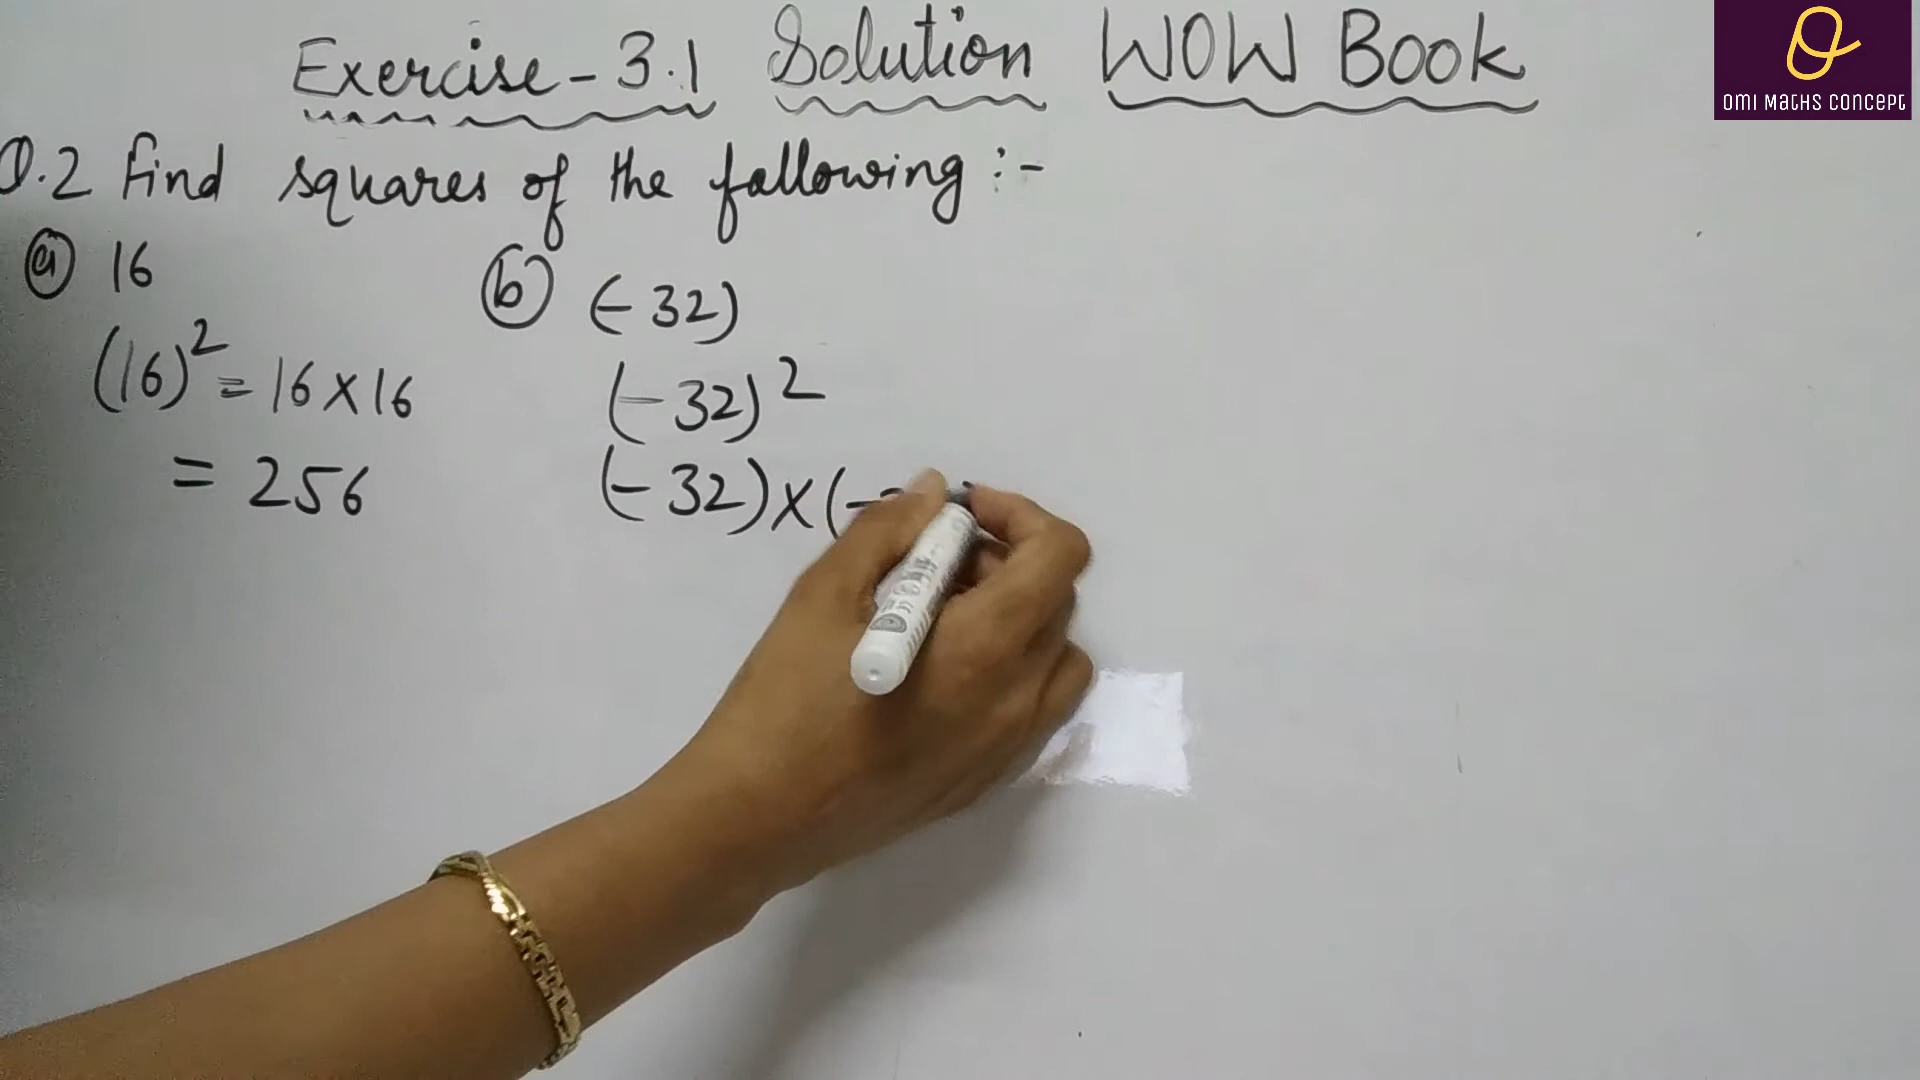 Exercise-3.1 Solution WOW Book
OMI MATHS CONCEPT
Q.2 Find squares of the following :-
(a) 16
(16)² = 16×16
= 256
(b) (-32)
(-32)²
(-32)×(-